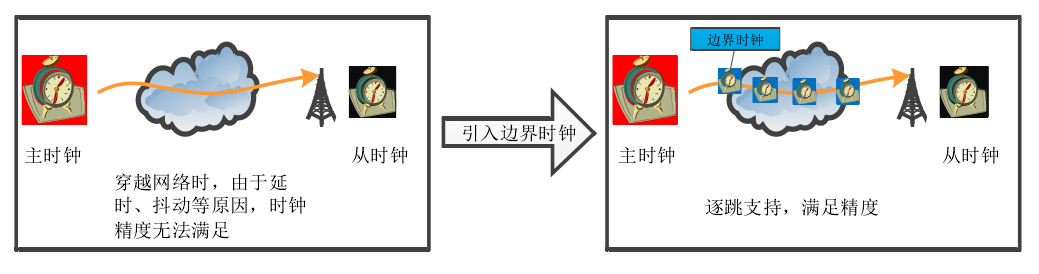 主时钟
从时钟
穿越网络时，由于延
时、抖动等原因，时钟
精度无法满足
引入边界时钟
边界时钟
主时钟
从时钟
逐跳支持，满足精度